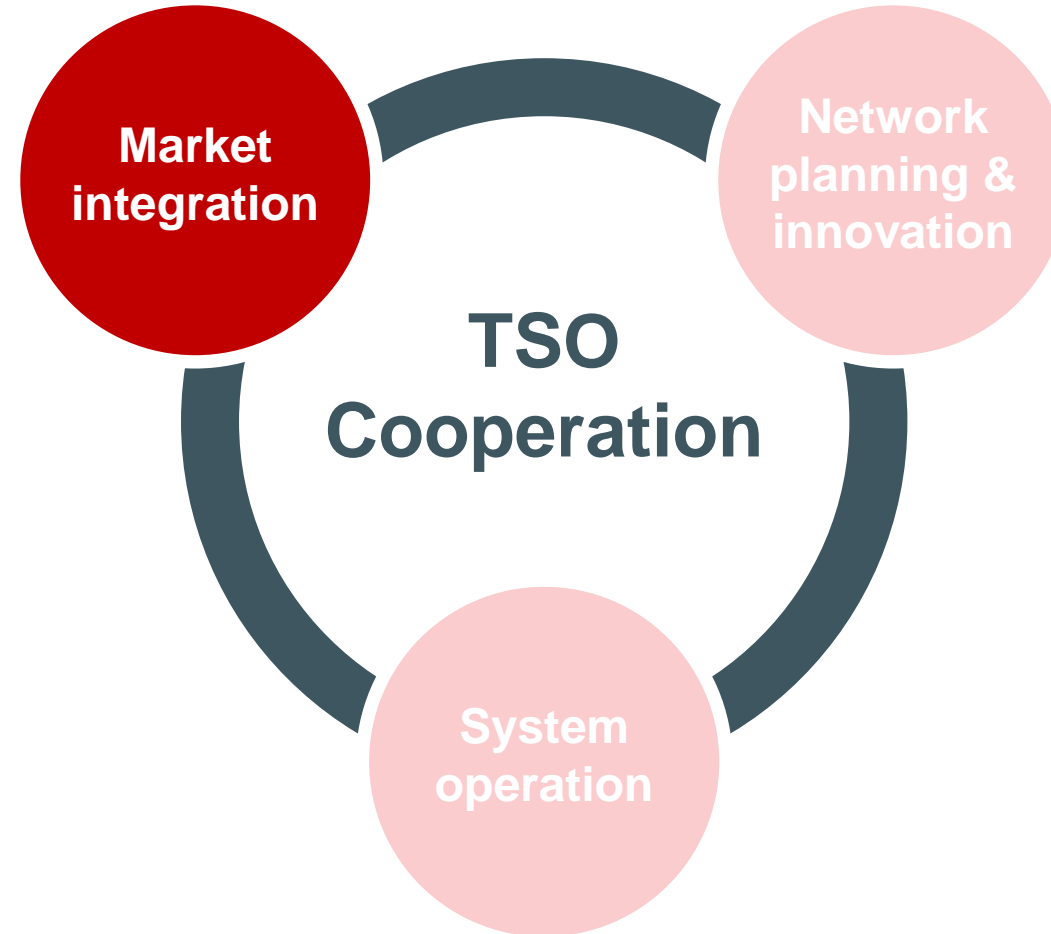 Market
integration
Network
planning &
innovation
TSO
Cooperation
System
operation